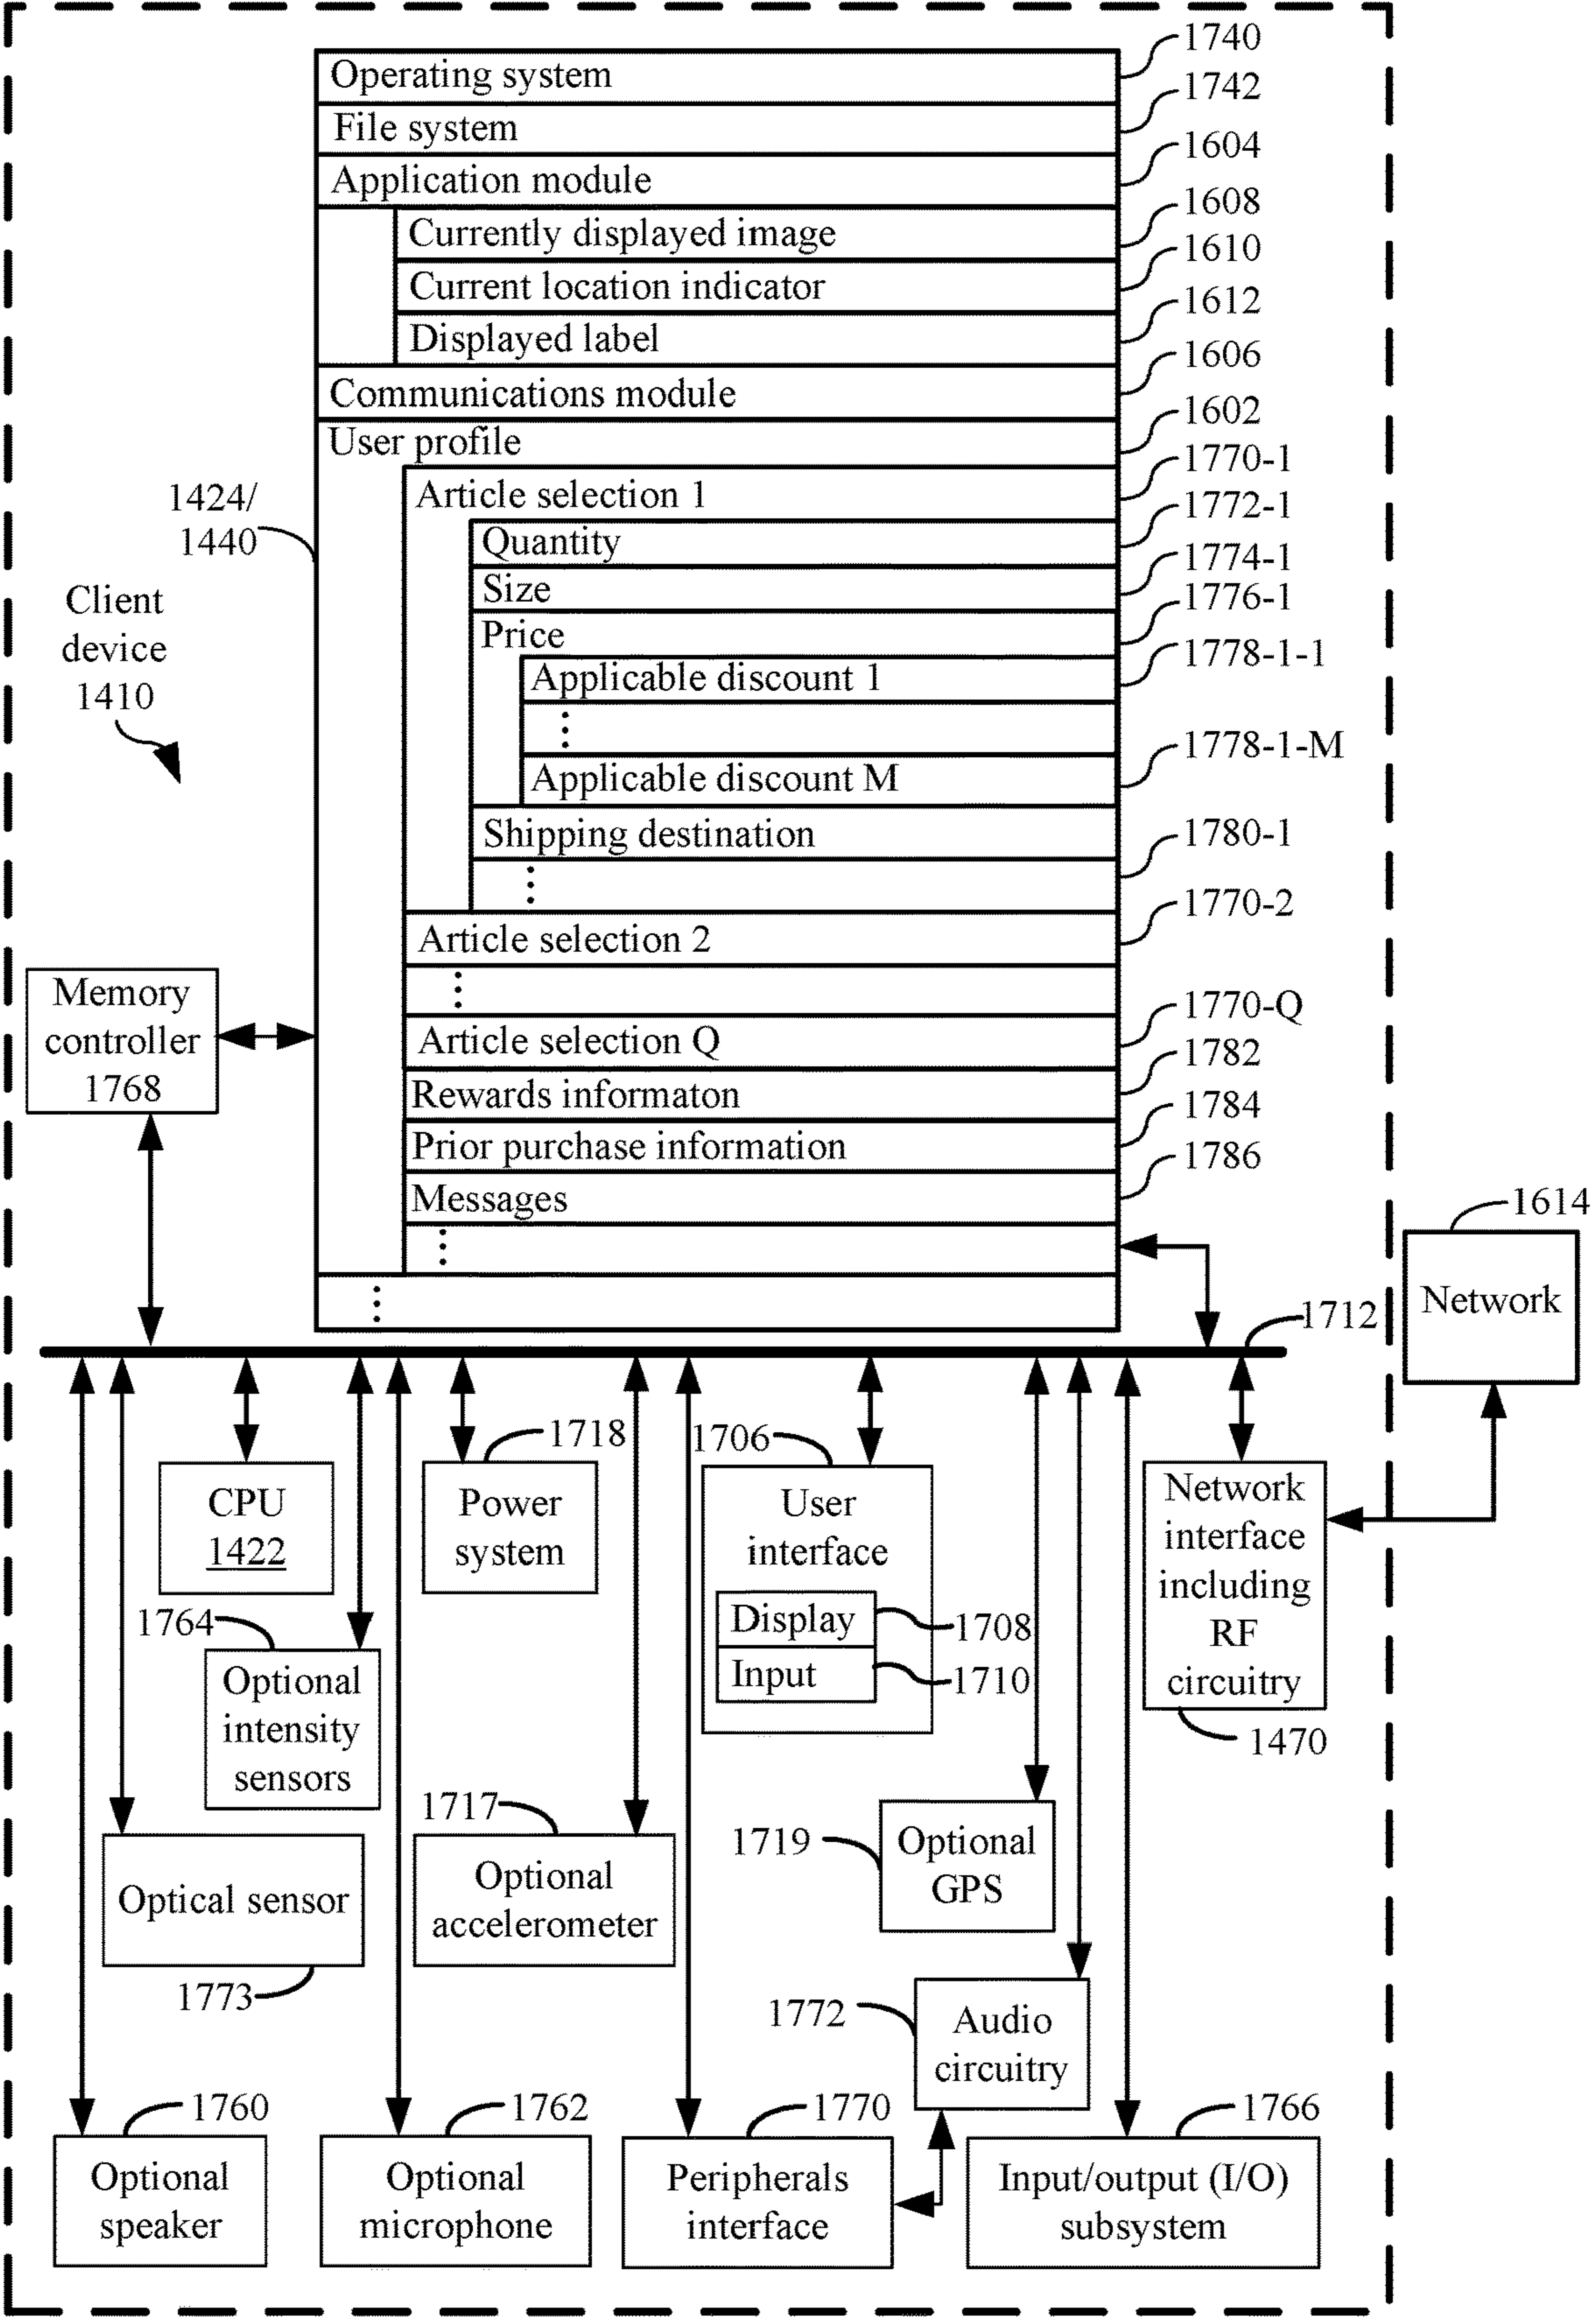 1740
Operating system
1742
File system
1604
Application module
1608
Currently displayed image
1610
Current location indicator
1612
Displayed label
1606
Communications module
1602
User profile
1770-1
Article selection 1
1772-1
Quantity
1774-1
Size
1776-1
Price
1778-1-1
Applicable discount 1
1778-1-M
Applicable discount M
1780-1
Shipping destination
1770-2
Article selection 2
1770-Q
Article selection Q
1782
Rewards informaton
1784
Prior purchase information
1786
Messages
1424/
1440
Client
device
1410
Memory
controller
1768
1614
Network
1712
CPU
1422
1718
Power
system
1706
User
interface
Display
1708
Input
1710
Network
interface
including
RF
circuitry
1470
1764
Optional
intensity
sensors
1717
Optional
accelerometer
1719
Optional
GPS
Optical sensor
1773
1772
Audio
circuitry
1760
Optional
speaker
1762
Optional
microphone
1770
Peripherals
interface
1766
Input/output (I/O)
subsystem